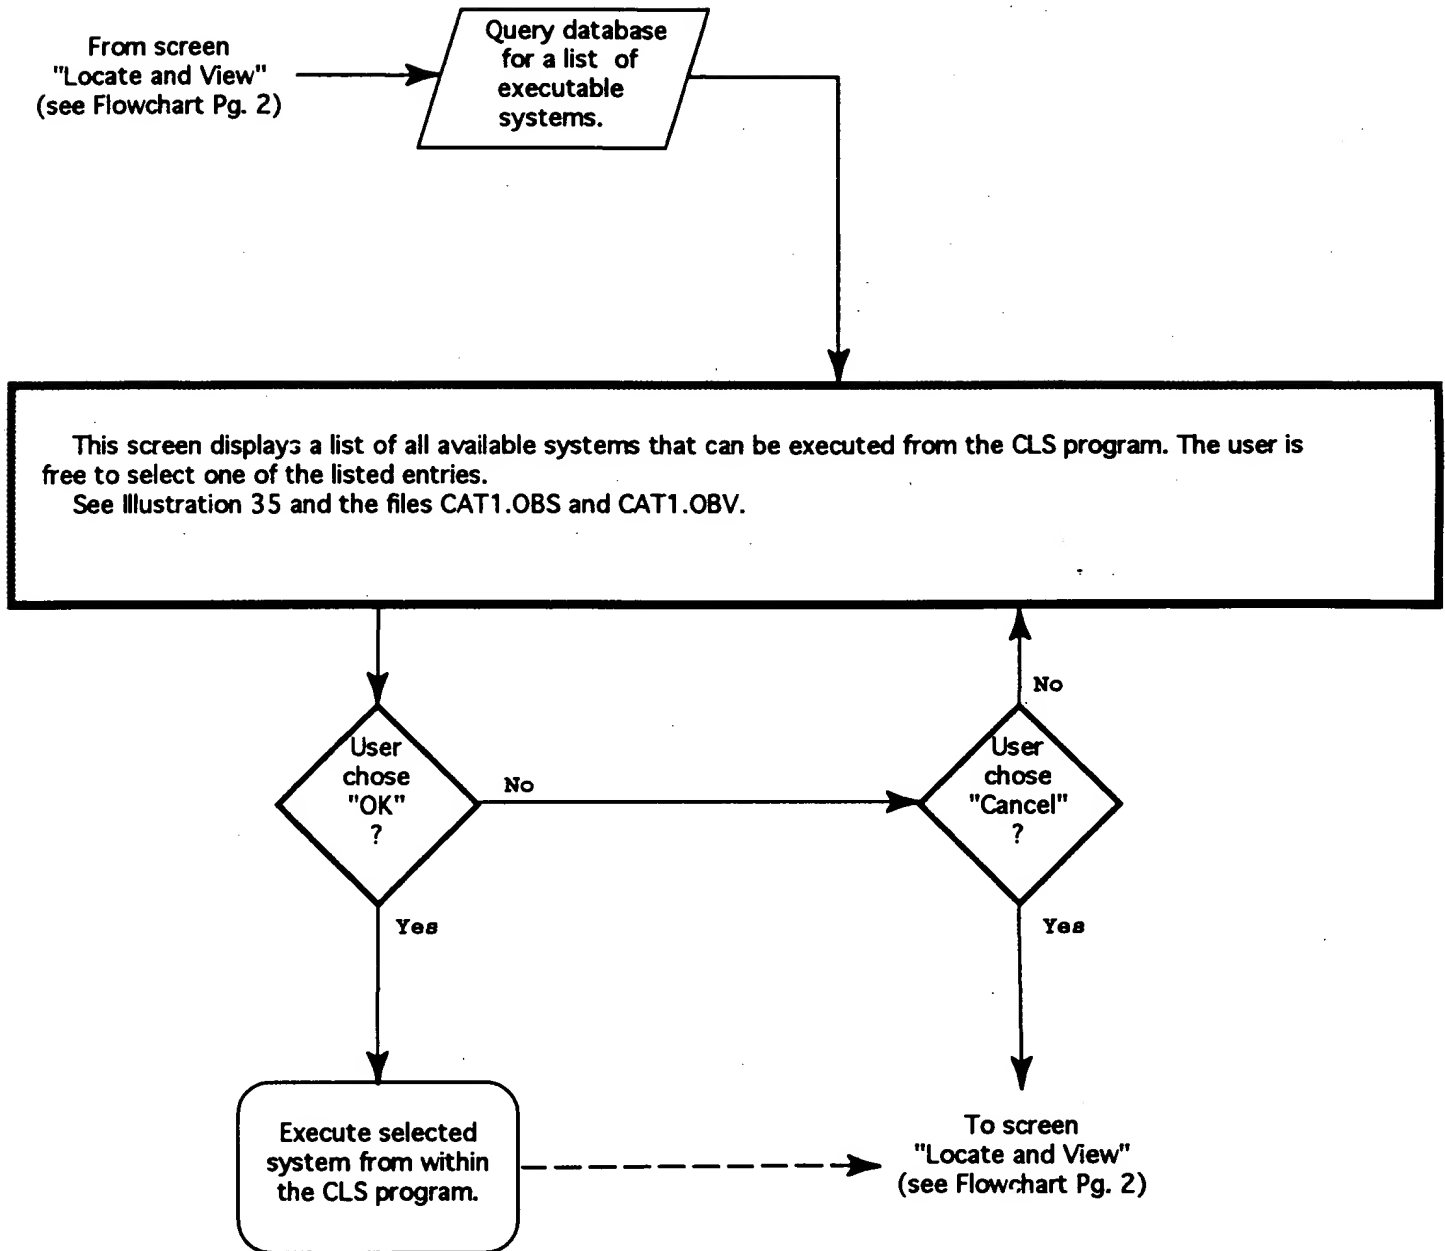 From screen
"Locate and View"
(see Flowchart Pg. 2)
Query database
for a list of
executable
systems.
This screen displays a list of all available systems that can be executed from the CLS program. The user is
free to select one of the listed entries.
See Illustration 35 and the files CAT1.OBS and CAT1.OBV.
User
chose
"OK"
?
No
Yes
No
User
chose
"Cancel"
?
Yes
Execute selected
system from within
the CLS program.
To screen
"Locate and View"
(see Flowchart Pg. 2)